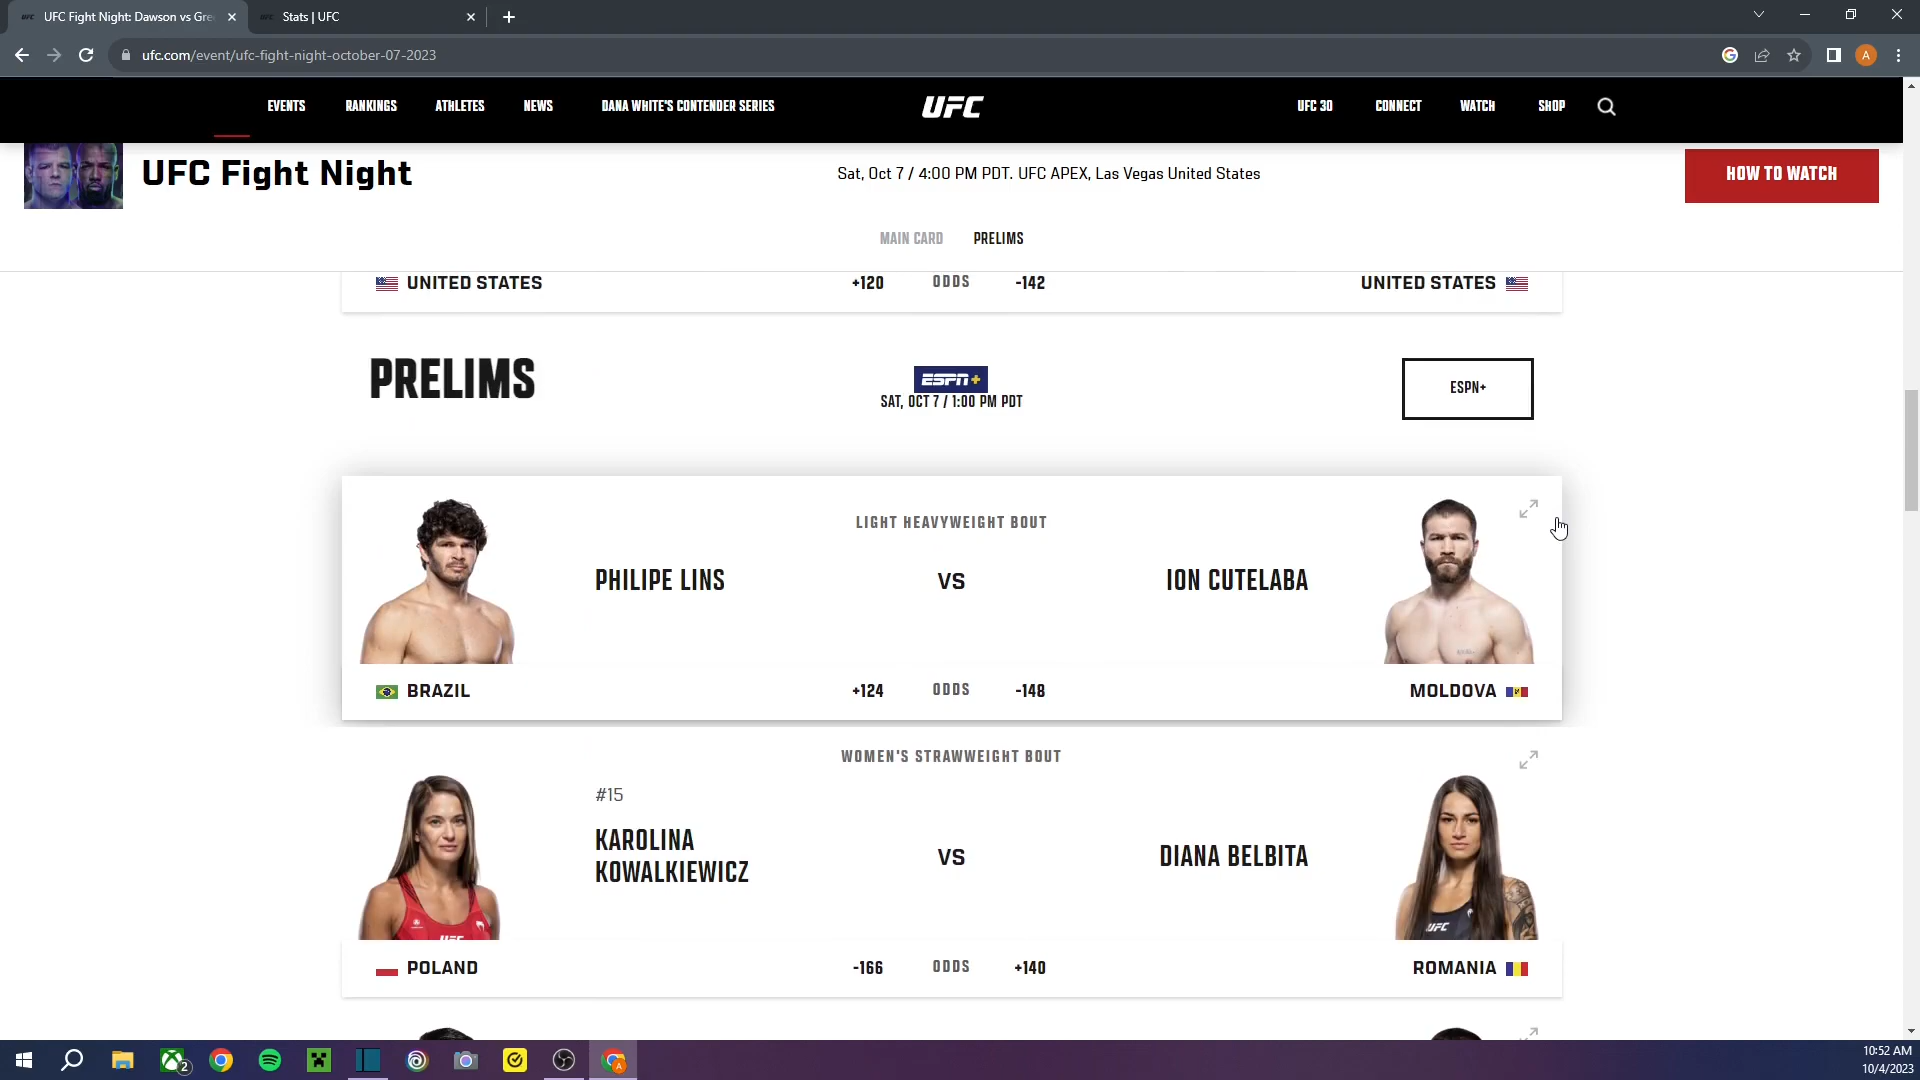 UFC Fight Night: Dawson vs Gre
Stats | UFC
ufc.com/event/ufc-fight-night-october-07-2023
A
EVENTS
RANKINGS
ATHLETES
NEWS
DANA WHITE'S CONTENDER SERIES
UFC
UFC 30
CONNECT
WATCH
SHOP
UFC Fight Night
Sat, Oct 7 / 4:00 PM PDT. UFC APEX, Las Vegas United States
HOW TO WATCH
MAIN CARD
PRELIMS
UNITED STATES
+120
ODDS
-142
UNITED STATES
PRELIMS
ESPN+
SAT, OCT 7 / 1:00 PM PDT
ESPN+
LIGHT HEAVYWEIGHT BOUT
PHILIPE LINS
VS
ION CUTELABA
BRAZIL
+124
ODDS
-148
MOLDOVA
WOMEN'S STRAWWEIGHT BOUT
#15
KAROLINA
KOWALKIEWICZ
VS
DIANA BELBITA
UFC
UFC
POLAND
-166
ODDS
+140
ROMANIA
2
A
10:52 AM
10/4/2023